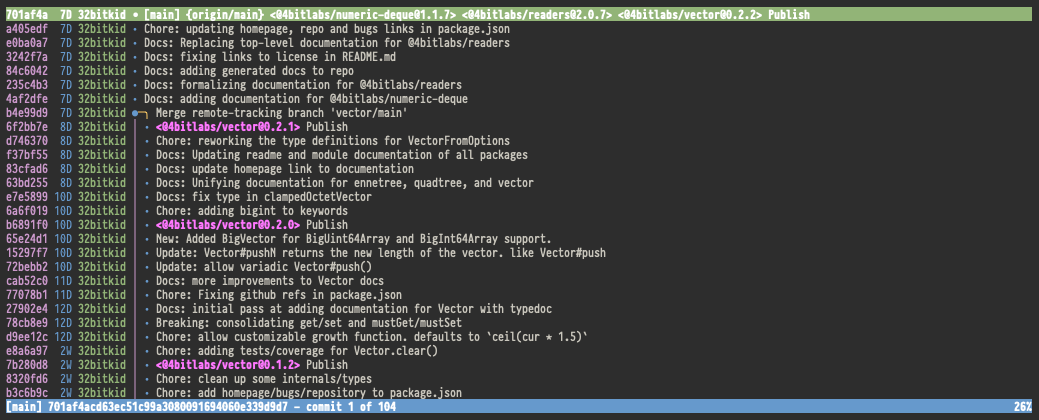 701af4a 7D 32bitkid • [main] {origin/main} <@4bitlabs/numeric-deque@1.1.7> <@4bitlabs/readers@2.0.7> <@4bitlabs/vector@0.2.2> Publish
a405edf 7D 32bitkid • Chore: updating homepage, repo and bugs links in package.json
e0ba0a7 7D 32bitkid • Docs: Replacing top-level documentation for @4bitlabs/readers
3242f7a 7D 32bitkid • Docs: fixing links to license in README.md
84c6042 7D 32bitkid • Docs: adding generated docs to repo
235c4b3 7D 32bitkid • Docs: formalizing documentation for @4bitlabs/readers
4af2dfe 7D 32bitkid • Docs: adding documentation for @4bitlabs/numeric-deque
b4e99d9 7D 32bitkid Merge remote-tracking branch 'vector/main'
6f2bb7e 8D 32bitkid • <@4bitlabs/vector@0.2.1> Publish
d746370 8D 32bitkid • Chore: reworking the type definitions for VectorFromOptions
f37bf55 8D 32bitkid • Docs: Updating readme and module documentation of all packages
83cfad6 8D 32bitkid • Docs: update homepage link to documentation
63bd255 8D 32bitkid • Docs: Unifying documentation for ennetree, quadtree, and vector
e7e5899 10D 32bitkid • Docs: fix type in clampedOctetVector
6a6f019 10D 32bitkid • Chore: adding bigint to keywords
b6891f0 10D 32bitkid • <@4bitlabs/vector@0.2.0> Publish
65e24d1 10D 32bitkid • New: Added BigVector for BigUint64Array and BigInt64Array support.
15297f7 10D 32bitkid • Update: Vector#pushN returns the new length of the vector. like Vector#push
72bebb2 10D 32bitkid • Update: allow variadic Vector#push()
cab52c0 11D 32bitkid • Docs: more improvements to Vector docs
77078b1 11D 32bitkid • Chore: Fixing github refs in package.json
27902e4 12D 32bitkid • Docs: initial pass at adding documentation for Vector with typedoc
78cb8e9 12D 32bitkid • Breaking: consolidating get/set and mustGet/mustSet
d9ee12c 12D 32bitkid • Chore: allow customizable growth function. defaults to `ceil(cur * 1.5)`
e8a6a97 2W 32bitkid • Chore: adding tests/coverage for Vector.clear()
7b280d8 2W 32bitkid • <@4bitlabs/vector@0.1.2> Publish
8320fd6 2W 32bitkid • Chore: clean up some internals/types
b3c6b9c 2W 32bitkid • Chore: add homepage/bugs/repository to package.json
[main] 701af4acd63ec51c99a3080091694060e339d9d7 - commit 1 of 104 26%